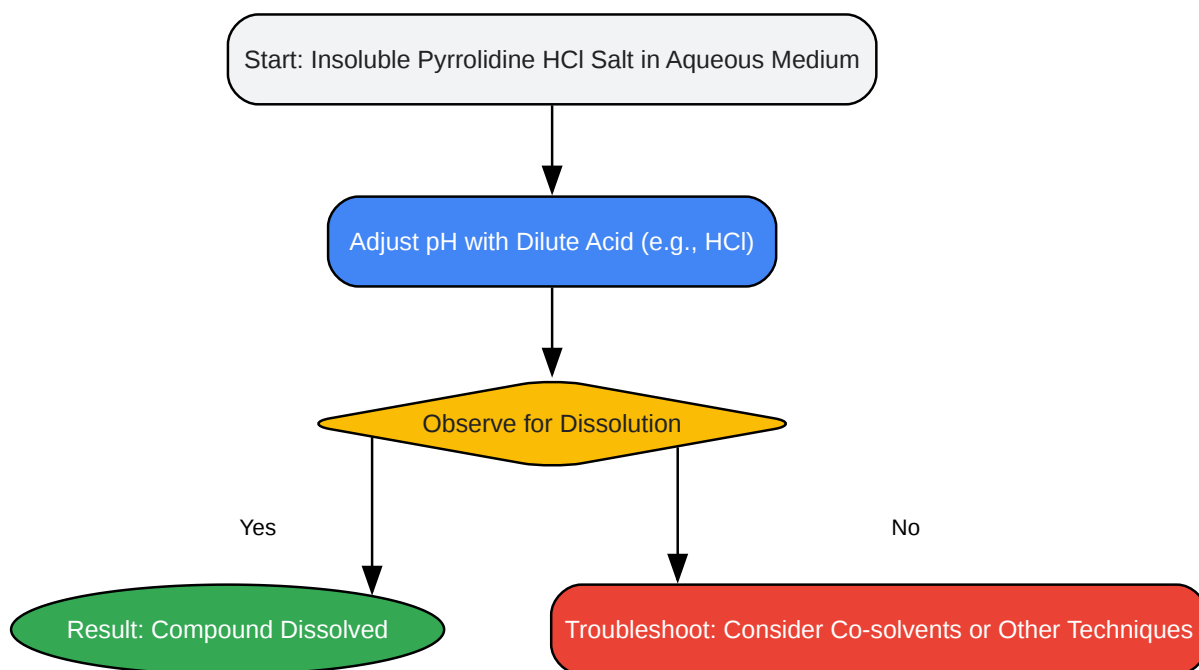 Start: Insoluble Pyrrolidine HCl Salt in Aqueous Medium
Adjust pH with Dilute Acid (e.g., HCl)
Observe for Dissolution
Yes
No
Result: Compound Dissolved
Troubleshoot: Consider Co-solvents or Other Techniques